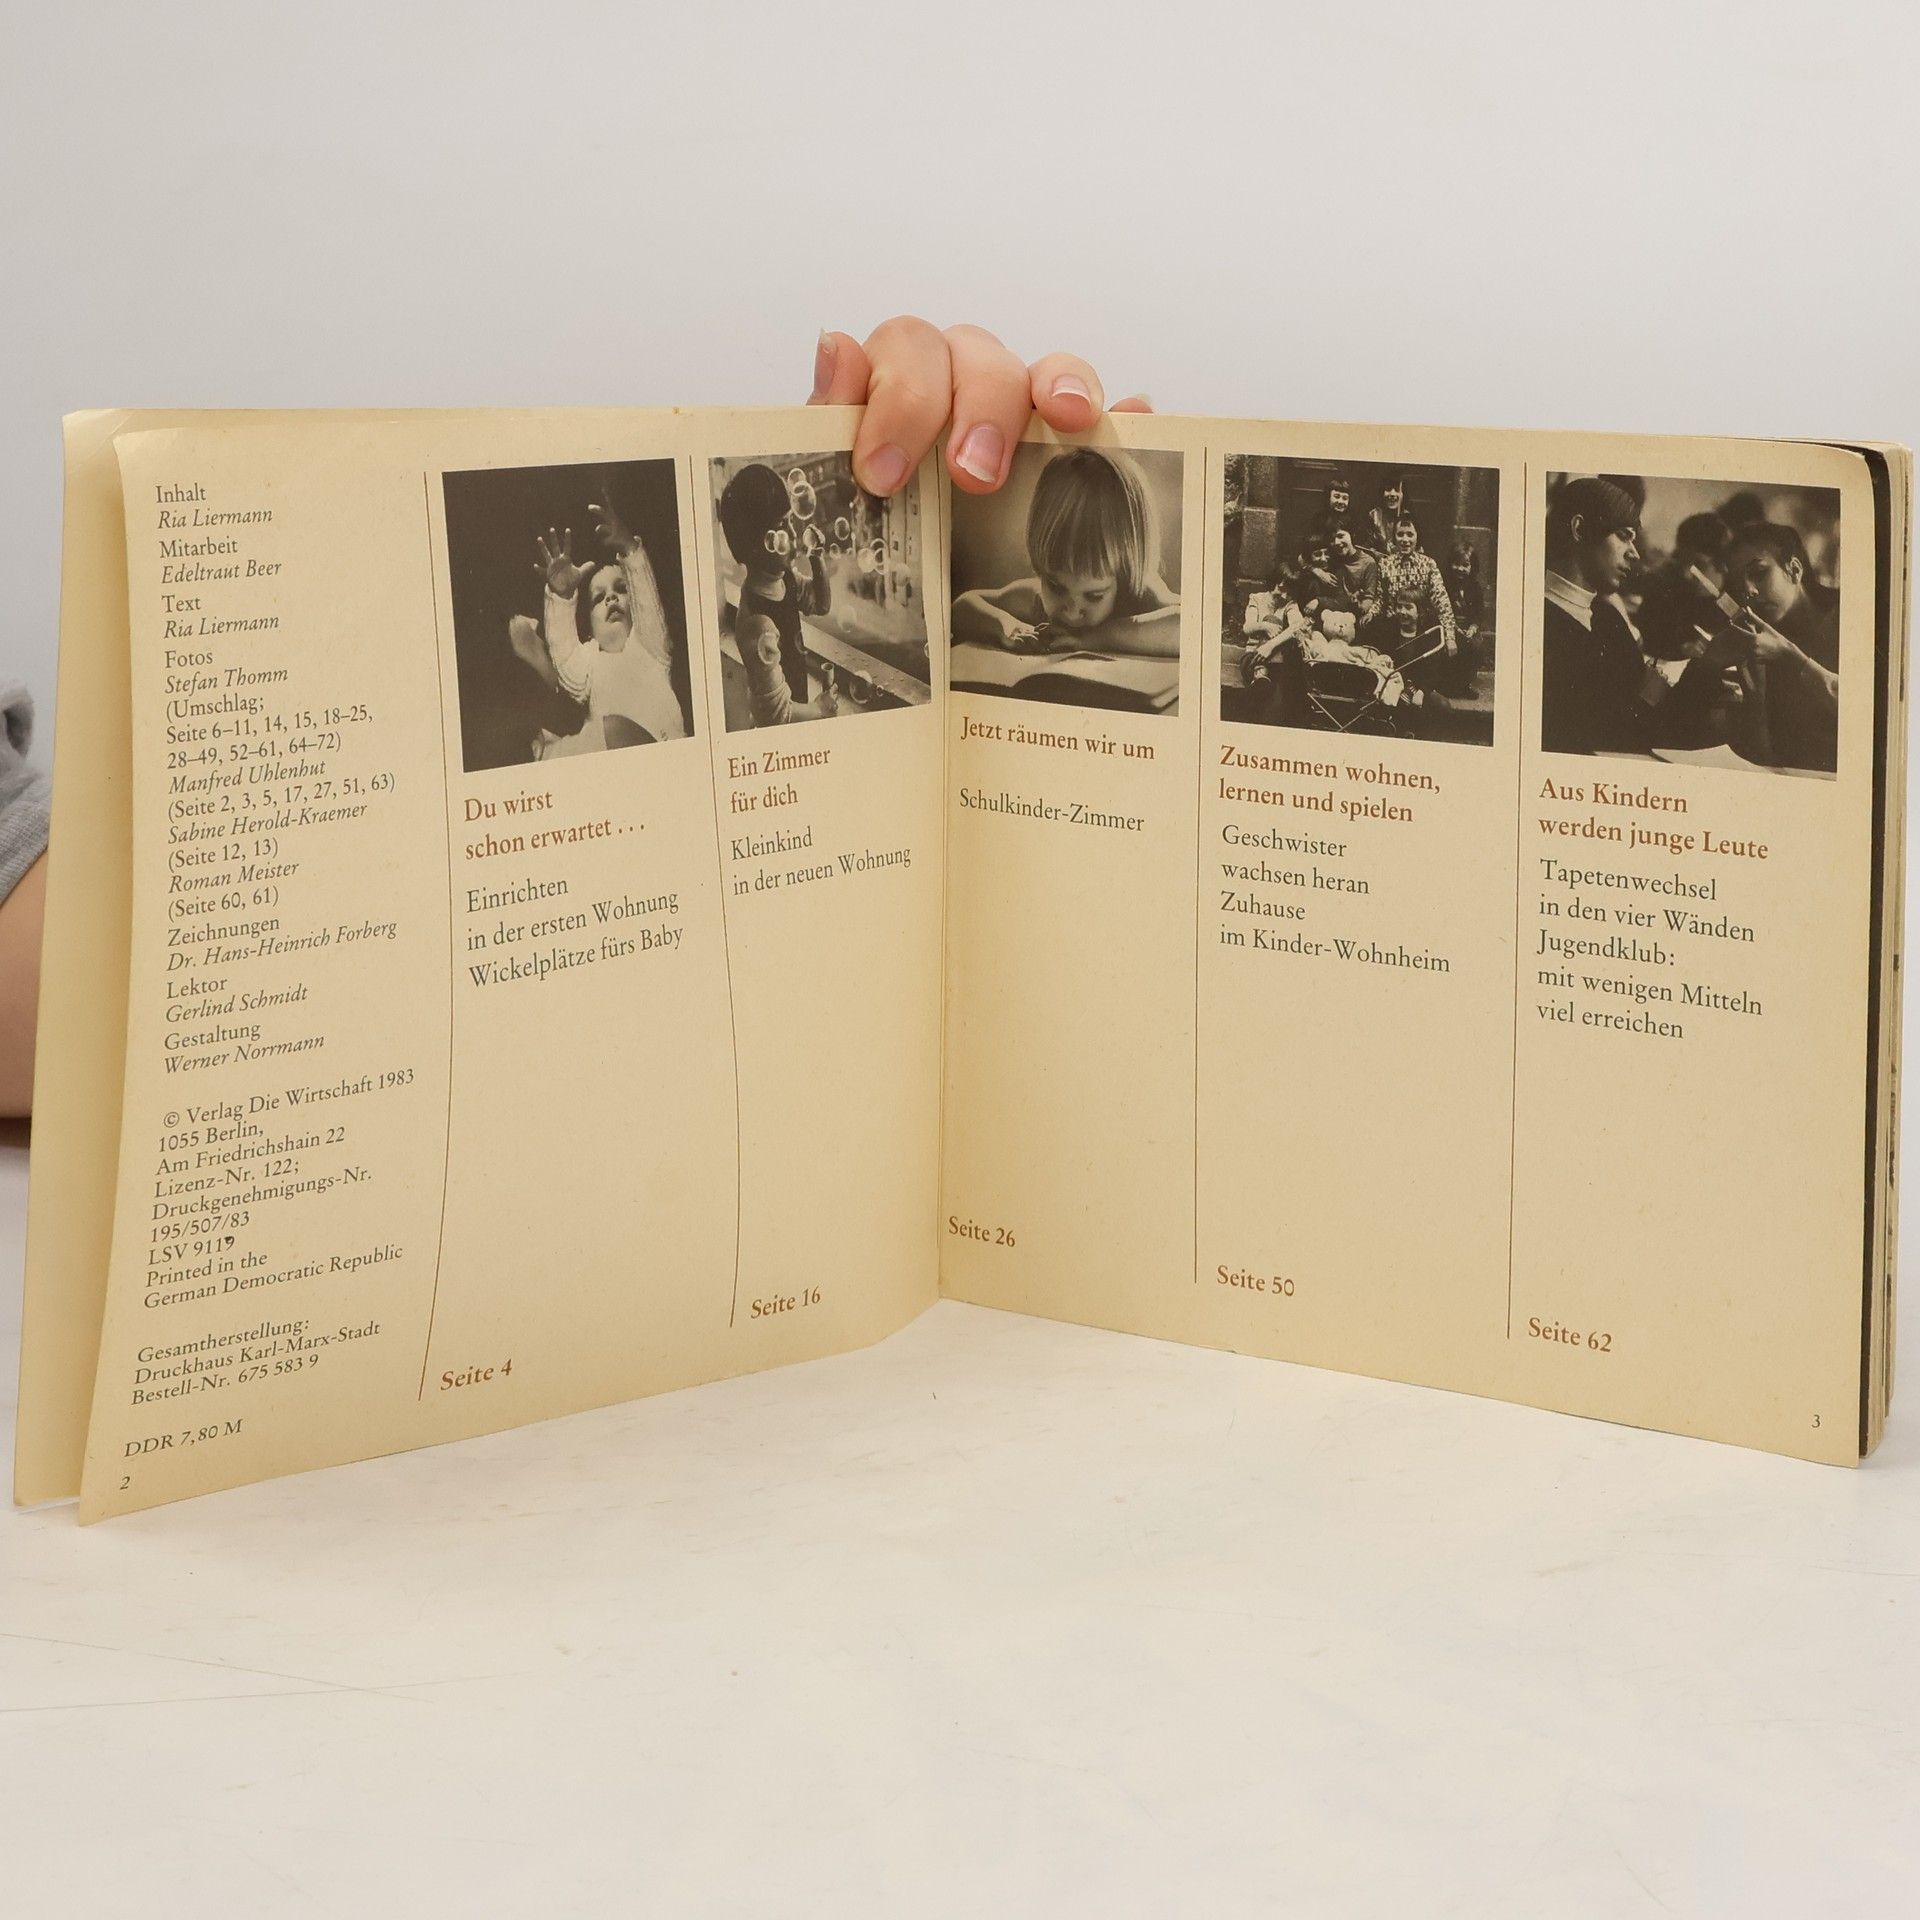 Inhalt
Ria Liermann
Mitarbeit
Edeltraut Beer
Text
Ria Liermann
Fotos
Stefan Thomm
(Umschlag;
Seite 6–11, 14, 15, 18–25,
28–49, 52–61, 64–72)
Manfred Uhlenhut
(Seite 2, 3, 5, 17, 27, 51, 63)
Sabine Herold-Kraemer
(Seite 12, 13)
Roman Meister
(Seite 60, 61)
Zeichnungen
Dr. Hans-Heinrich Forberg
Lektor
Gerlind Schmidt
Gestaltung
Werner Norrmann
© Verlag Die Wirtschaft 1983
1055 Berlin,
Am Friedrichshain 22
Lizenz-Nr. 122;
Druckgenehmigungs-Nr.
195/507/83
LSV 9119
Printed in the
German Democratic Republic
Gesamtherstellung:
Druckhaus Karl-Marx-Stadt
Bestell-Nr. 675 583 9
DDR 7,80 M
2
Du wirst
schon erwartet . . .
Einrichten
in der ersten Wohnung
Wickelplätze fürs Baby
Seite 4
Ein Zimmer
für dich
Kleinkind
in der neuen Wohnung
Seite 16
Jetzt räumen wir um
Schulkinder-Zimmer
Seite 26
Zusammen wohnen,
lernen und spielen
Geschwister
wachsen heran
Zuhause
im Kinder-Wohnheim
Seite 50
Aus Kindern
werden junge Leute
Tapetenwechsel
in den vier Wänden
Jugendklub:
mit wenigen Mitteln
viel erreichen
Seite 62
3